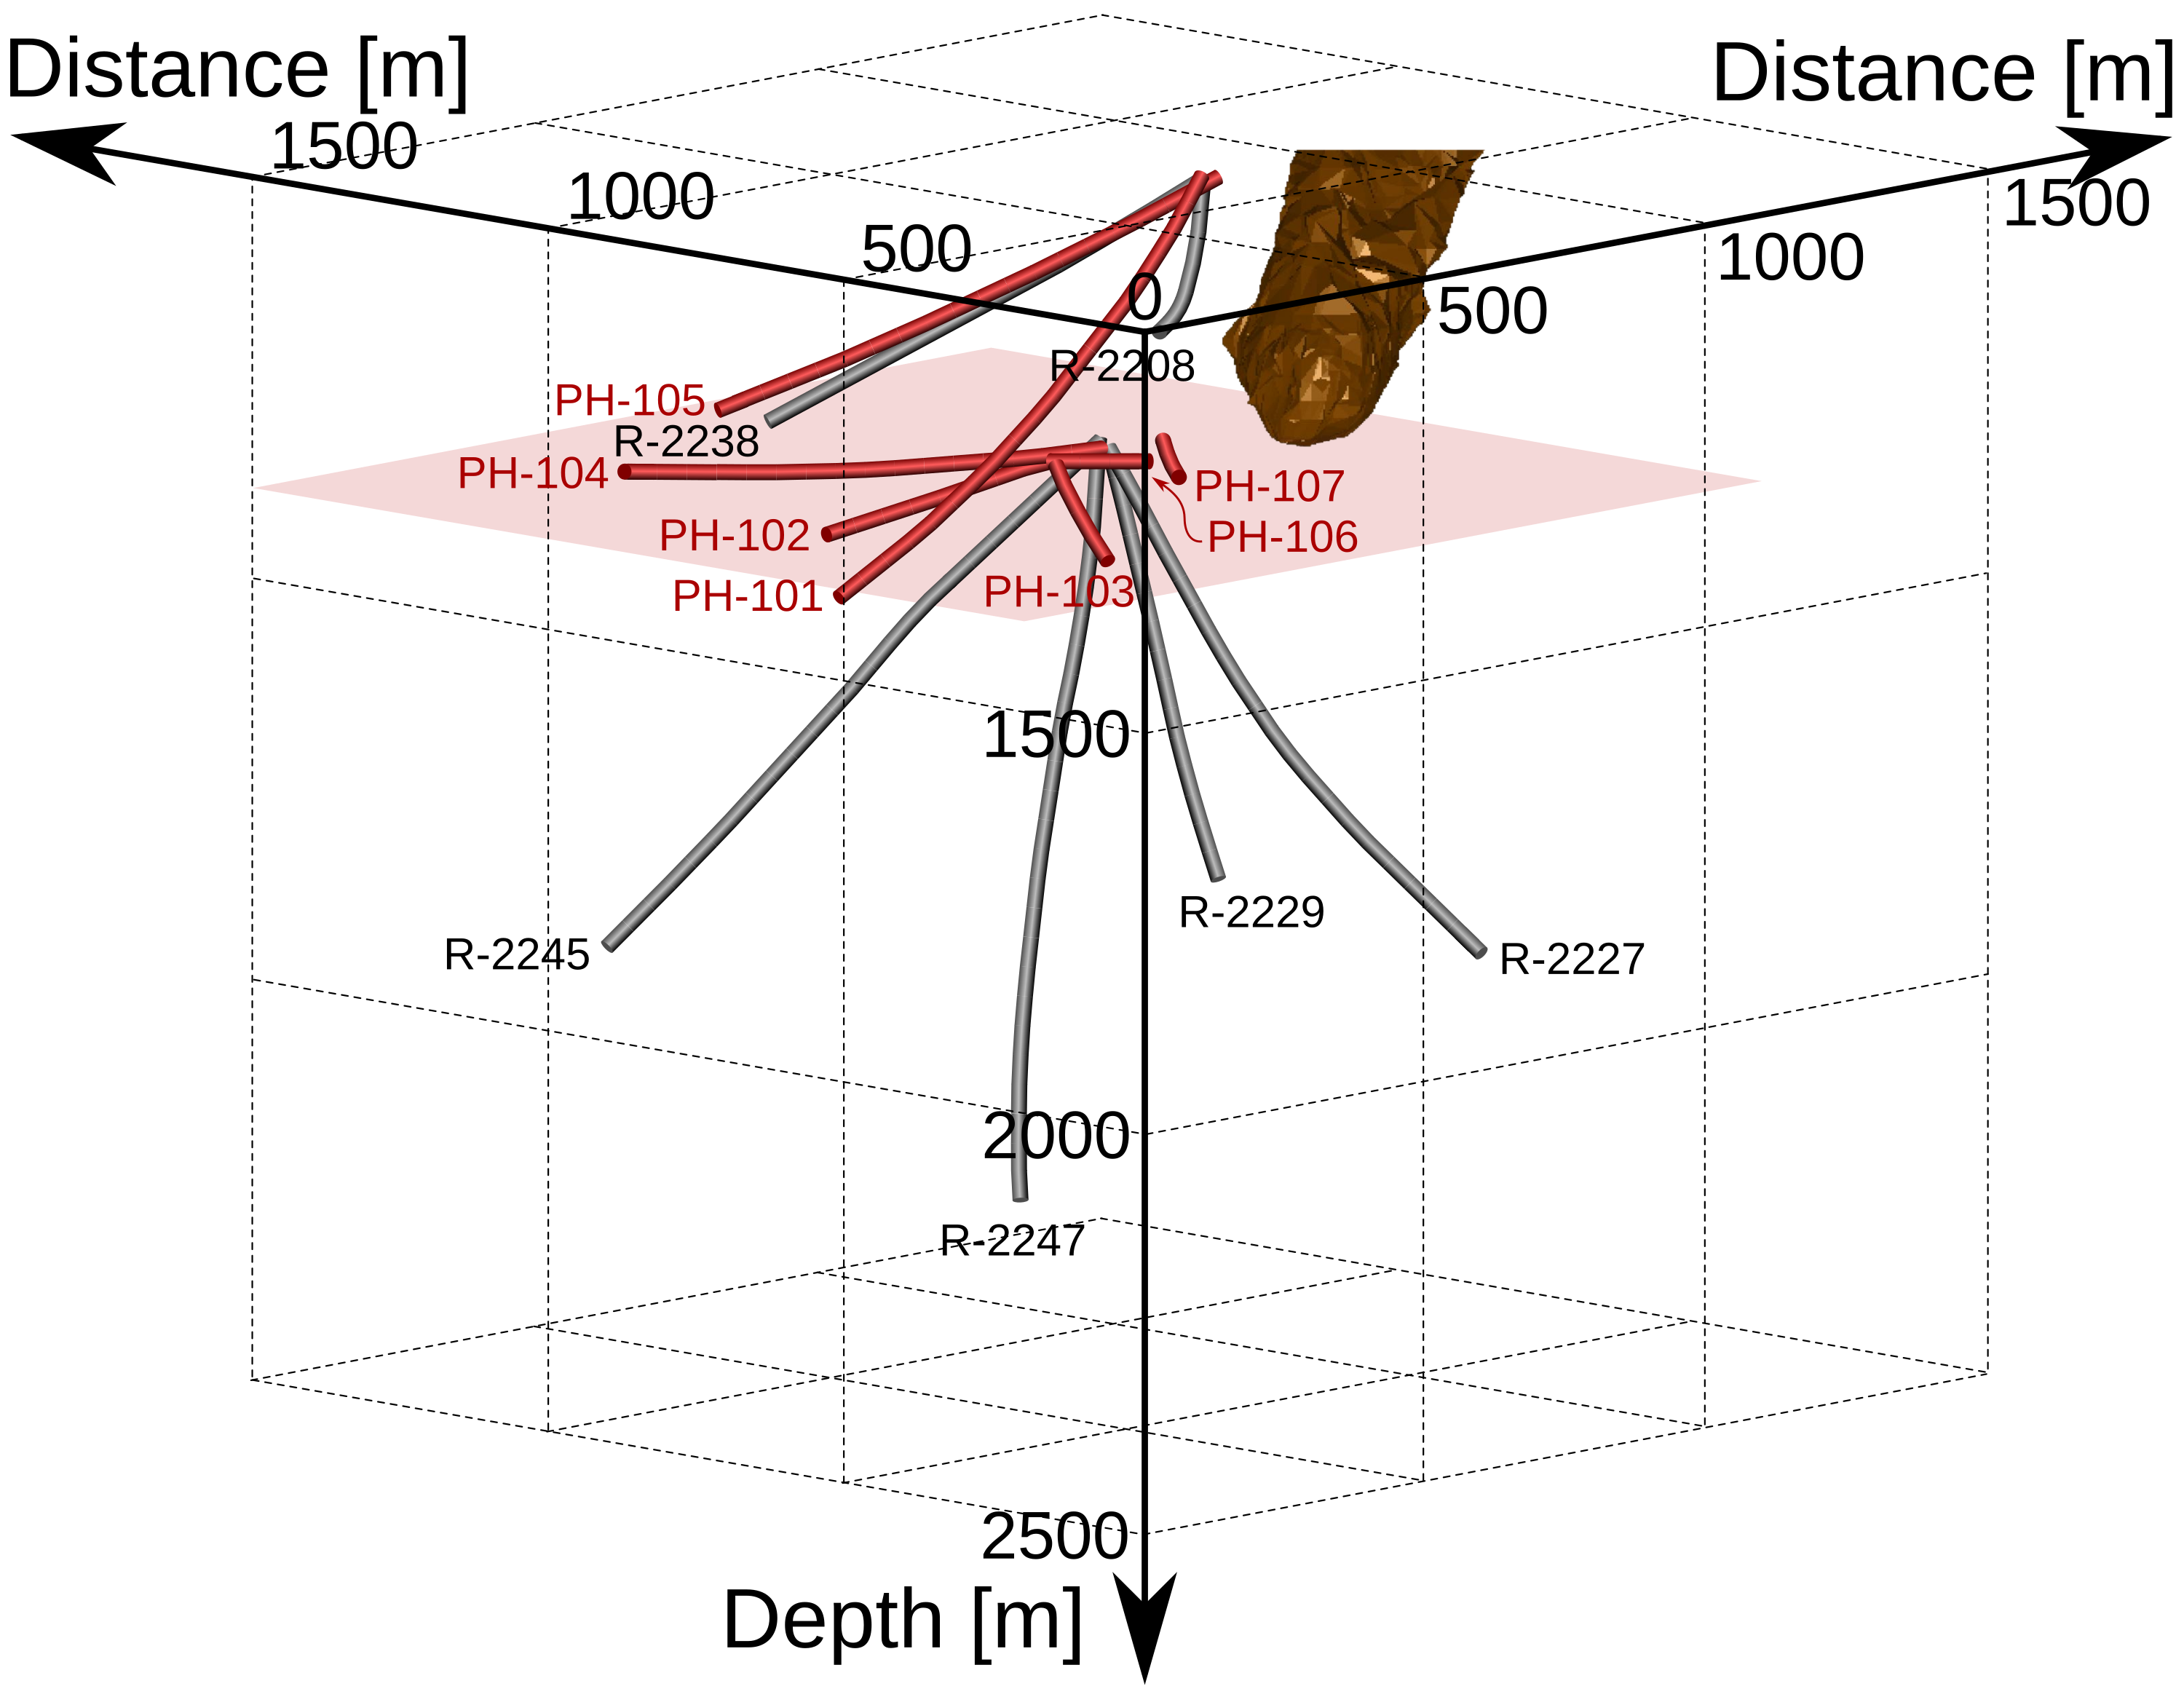 Distance [m]
Distance [m]
1500
1000
500
0
500
1000
1500
R-2208
PH-105
R-2238
PH-104
PH-107
PH-102
PH-106
PH-101
PH-103
1500
R-2229
R-2245
R-2227
2000
R-2247
2500
Depth [m]